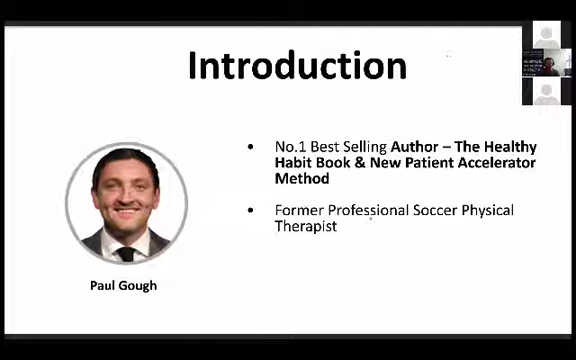 Introduction
• No.1 Best Selling Author – The Healthy
Habit Book & New Patient Accelerator
Method
• Former Professional Soccer Physical
Therapist
Paul Gough